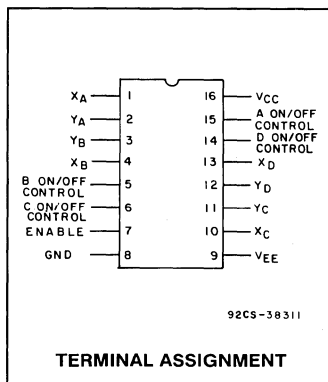 XA 1 16 VCC
YA 2 15 A ON/OFF CONTROL
YB 3 14 D ON/OFF CONTROL
XB 4 13 XD
B ON/OFF CONTROL 5 12 YD
C ON/OFF CONTROL 6 11 YC
ENABLE 7 10 XC
GND 8 9 VEE
92CS-38311
TERMINAL ASSIGNMENT